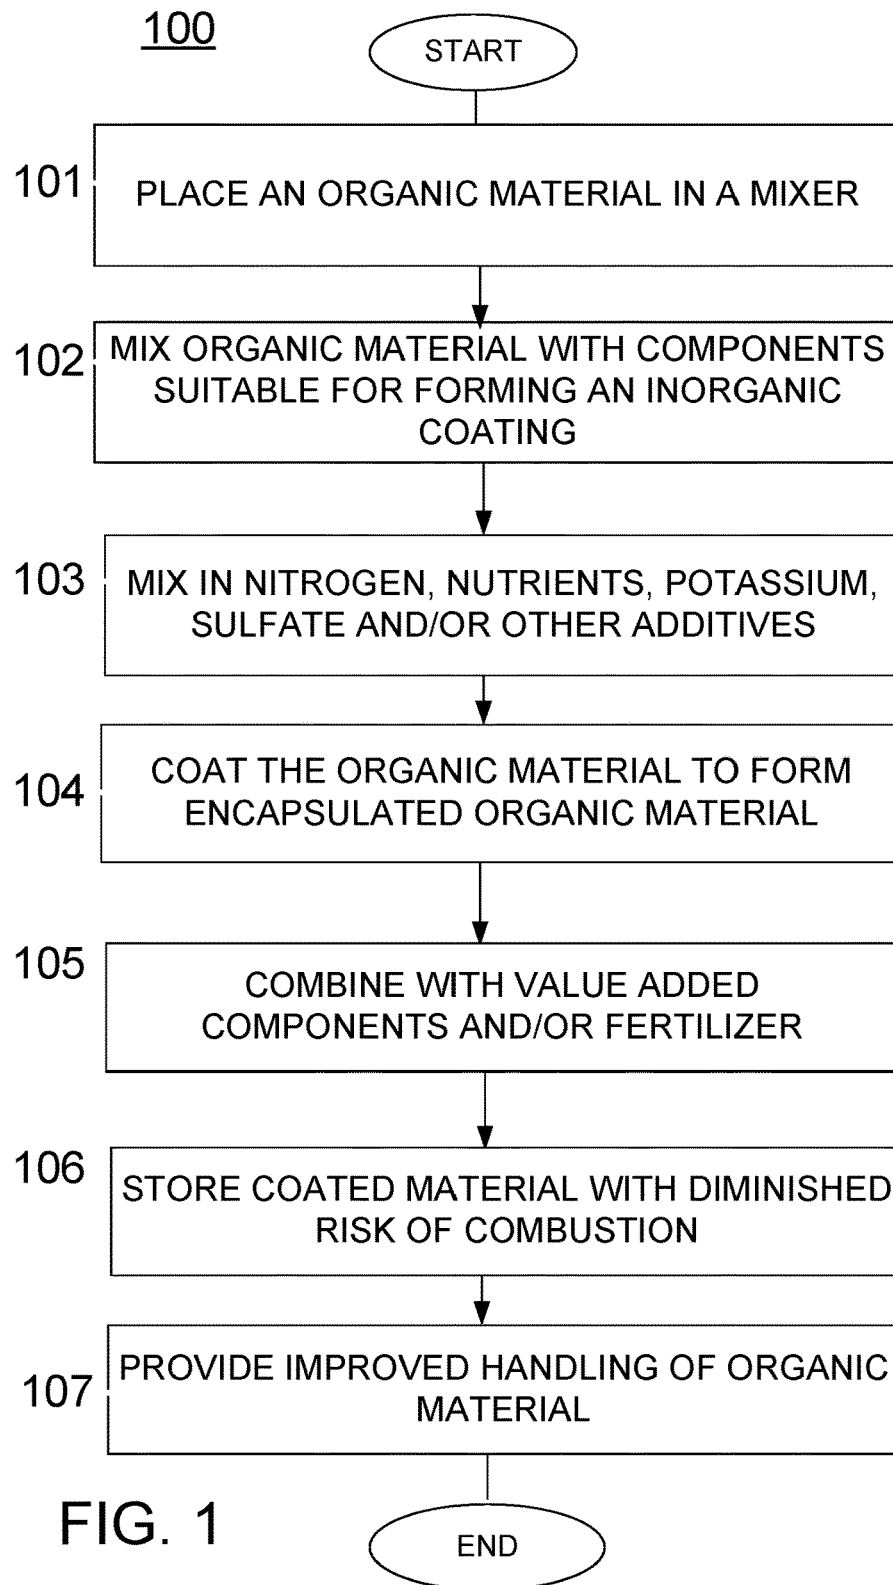 100
START
101
PLACE AN ORGANIC MATERIAL IN A MIXER
102
MIX ORGANIC MATERIAL WITH COMPONENTS
SUITABLE FOR FORMING AN INORGANIC
COATING
103
MIX IN NITROGEN, NUTRIENTS, POTASSIUM,
SULFATE AND/OR OTHER ADDITIVES
104
COAT THE ORGANIC MATERIAL TO FORM
ENCAPSULATED ORGANIC MATERIAL
105
COMBINE WITH VALUE ADDED
COMPONENTS AND/OR FERTILIZER
106
STORE COATED MATERIAL WITH DIMINISHED
RISK OF COMBUSTION
107
PROVIDE IMPROVED HANDLING OF ORGANIC
MATERIAL
FIG. 1
END